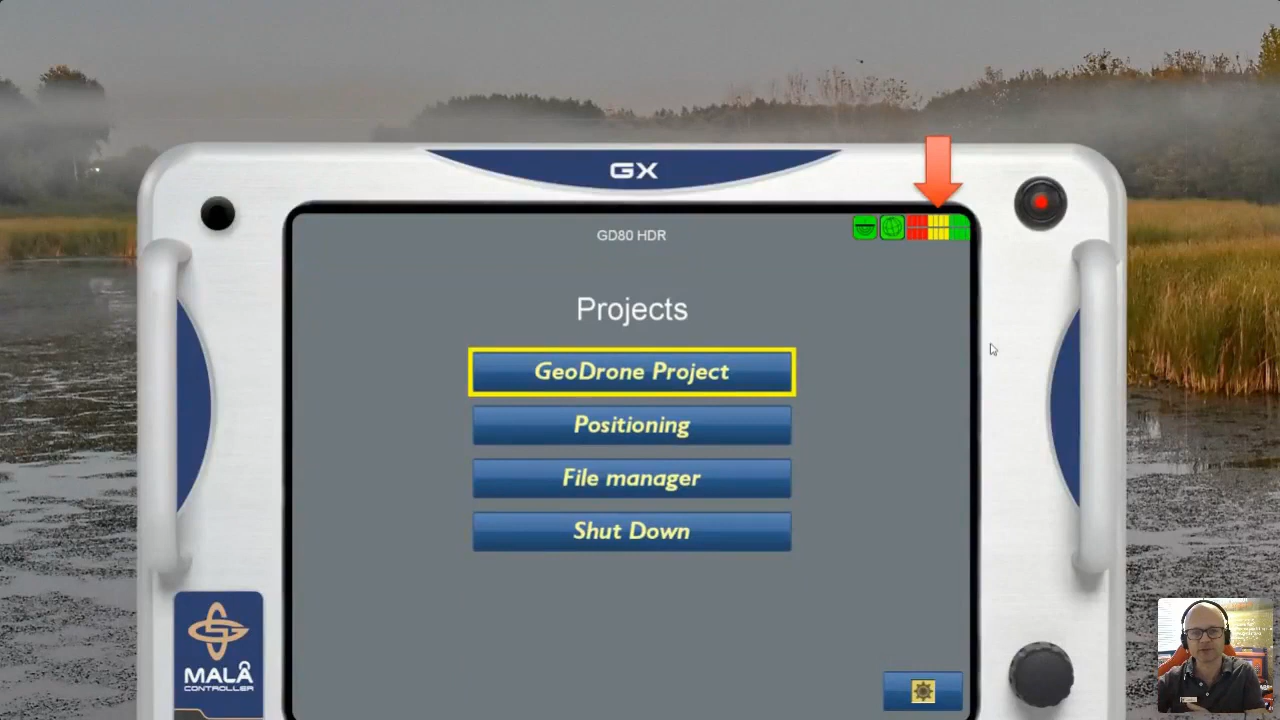 GX
GD80 HDR
Projects
GeoDrone Project
Positioning
File manager
Shut Down
MALÅ
CONTROLLER